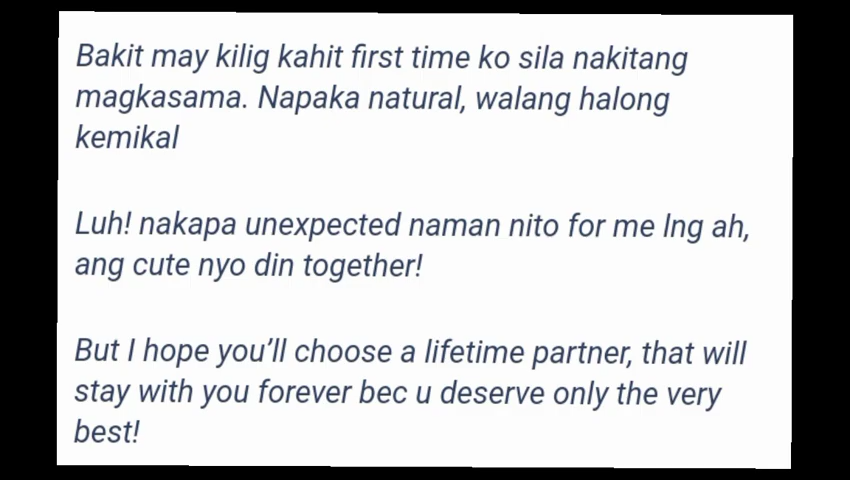 Bakit may kilig kahit first time ko sila nakitang
magkasama. Napaka natural, walang halong
kemikal
Luh! nakapa unexpected naman nito for me lng ah,
ang cute nyo din together!
But I hope you'll choose a lifetime partner, that will
stay with you forever bec u deserve only the very
best!